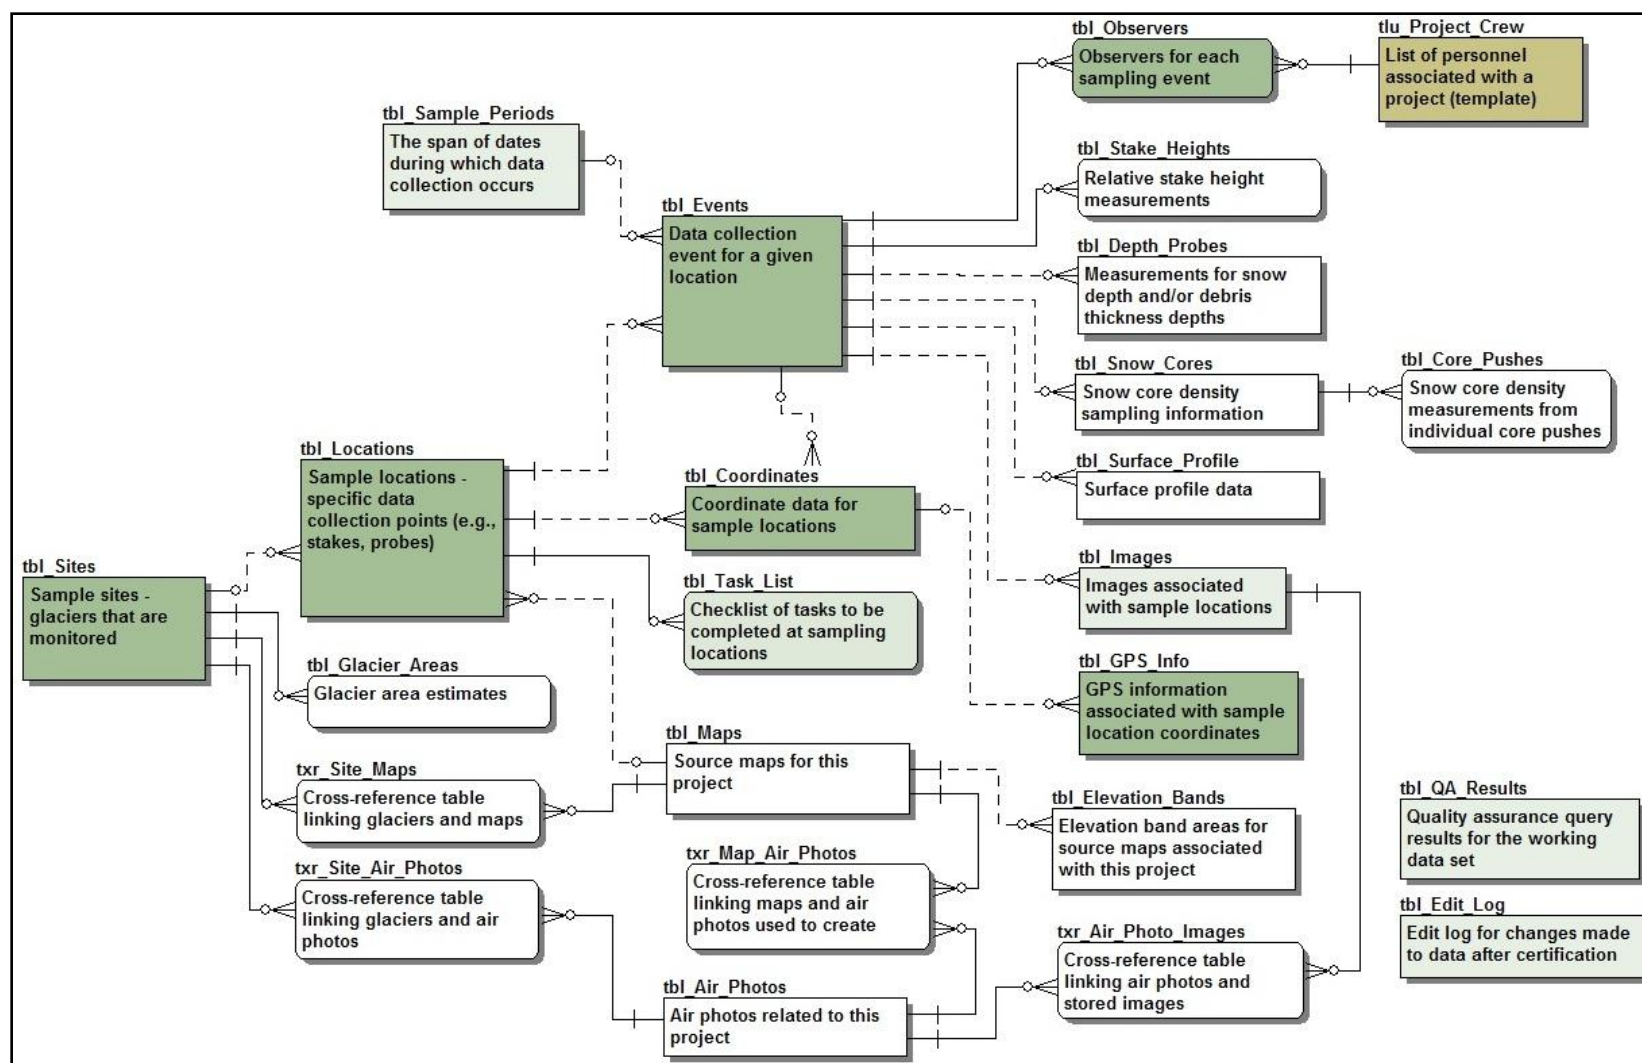 tbl_Observers
Observers for each
sampling event
tlu_Project_Crew
List of personnel
associated with a
project (template)
tbl_Sample_Periods
The span of dates
during which data
collection occurs
tbl_Stake_Heights
Relative stake height
measurements
tbl_Events
Data collection
event for a given
location
tbl_Depth_Probes
Measurements for snow
depth and/or debris
thickness depths
tbl_Snow_Cores
Snow core density
sampling information
tbl_Core_Pushes
Snow core density
measurements from
individual core pushes
tbl_Locations
Sample locations -
specific data
collection points (e.g.,
stakes, probes)
tbl_Coordinates
Coordinate data for
sample locations
tbl_Surface_Profile
Surface profile data
tbl_Sites
Sample sites -
glaciers that are
monitored
tbl_Task_List
Checklist of tasks to be
completed at sampling
locations
tbl_Images
Images associated
with sample locations
tbl_Glacier_Areas
Glacier area estimates
tbl_GPS_Info
GPS information
associated with sample
location coordinates
tbl_Maps
Source maps for this
project
txr_Site_Maps
Cross-reference table
linking glaciers and maps
tbl_Elevation_Bands
Elevation band areas for
source maps associated
with this project
tbl_QA_Results
Quality assurance query
results for the working
data set
txr_Map_Air_Photos
Cross-reference table
linking maps and air
photos used to create
txr_Site_Air_Photos
Cross-reference table
linking glaciers and air
photos
tbl_Edit_Log
Edit log for changes made
to data after certification
txr_Air_Photo_Images
Cross-reference table
linking air photos and
stored images
tbl_Air_Photos
Air photos related to this
project